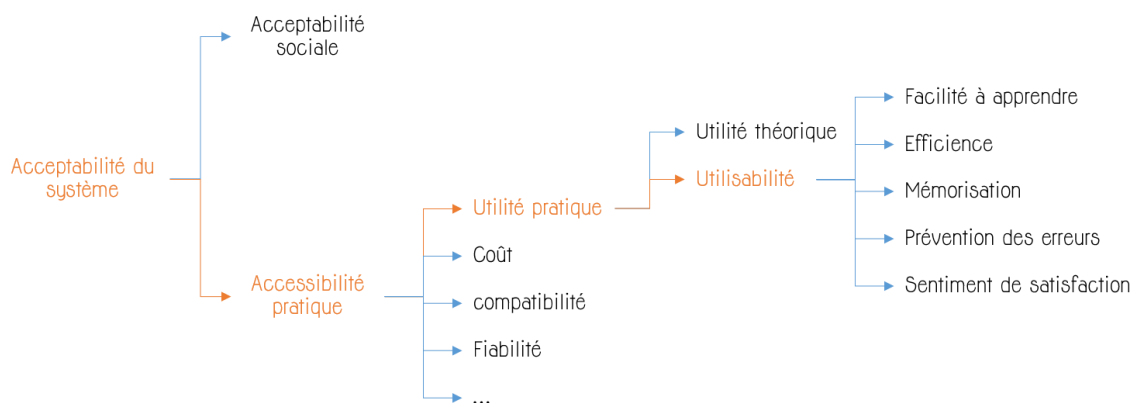 Acceptabilité
sociale
Acceptabilité du
système
Accessibilité
pratique
Utilité pratique
Coût
compatibilité
Fiabilité
...
Utilité théorique
Utilisabilité
Facilité à apprendre
Efficience
Mémorisation
Prévention des erreurs
Sentiment de satisfaction